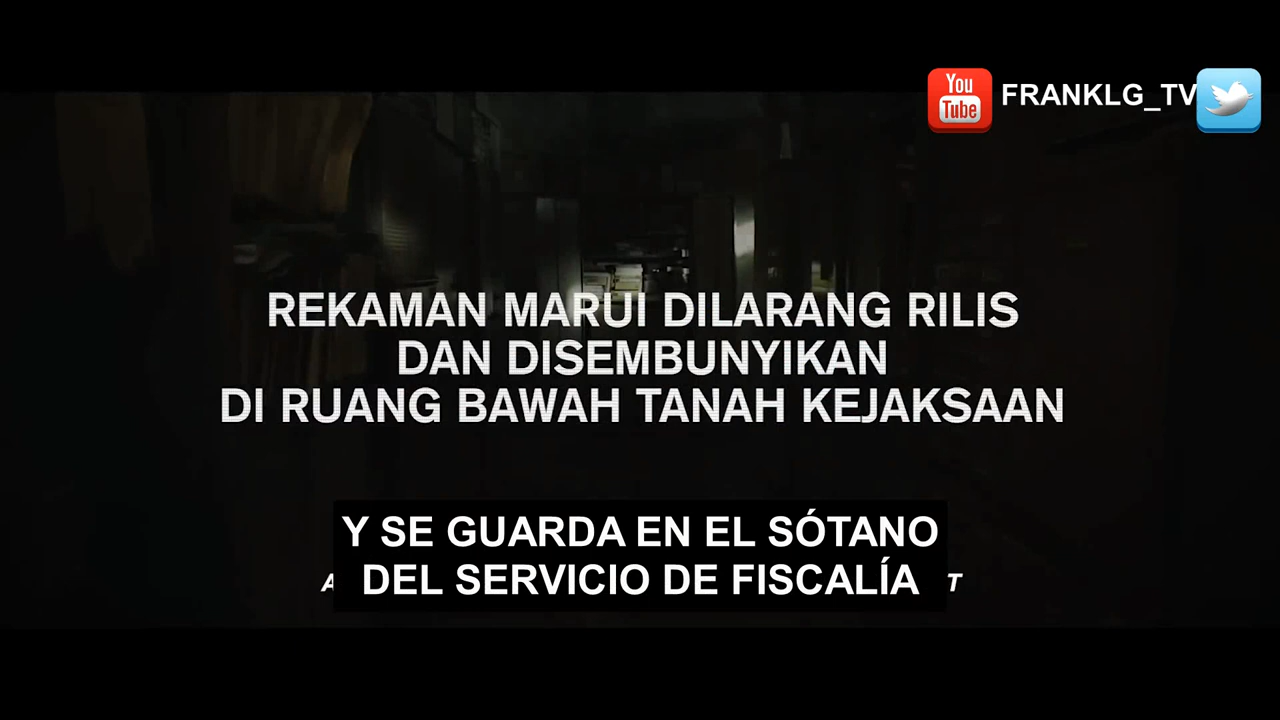 You
Tube
FRANKLG_TV
REKAMAN MARUI DILARANG RILIS
DAN DISEMBUNYIKAN
DI RUANG BAWAH TANAH KEJAKSAAN
Y SE GUARDA EN EL SÓTANO
DEL SERVICIO DE FISCALÍA